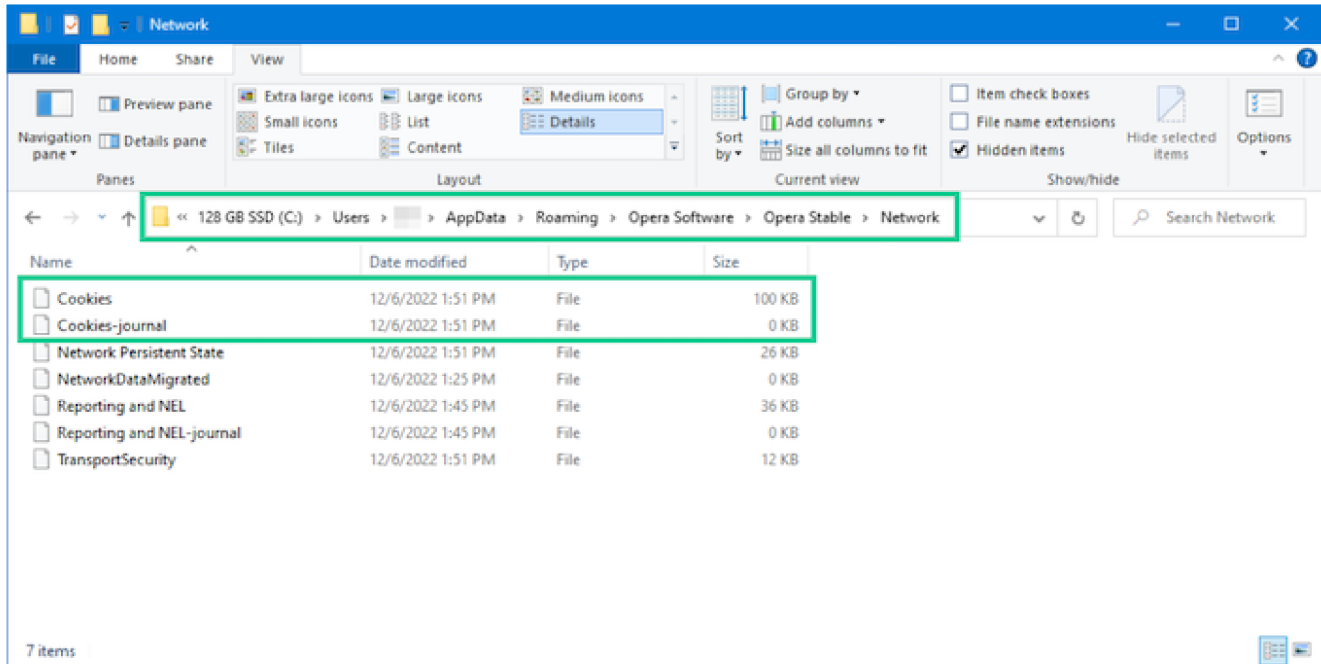 Network
File Home Share View
Navigation pane Preview pane Details pane
Extra large icons Large icons Medium icons
Small icons List Details
Tiles Content
Sort by Group by Add columns Size all columns to fit
Item check boxes File name extensions Hidden items Hide selected items Options
Panes Layout Current view Show/hide
« 128 GB SSD (C:) › Users › › AppData › Roaming › Opera Software › Opera Stable › Network Search Network
Name Date modified Type Size
Cookies 12/6/2022 1:51 PM File 100 KB
Cookies-journal 12/6/2022 1:51 PM File 0 KB
Network Persistent State 12/6/2022 1:51 PM File 26 KB
NetworkDataMigrated 12/6/2022 1:25 PM File 0 KB
Reporting and NEL 12/6/2022 1:45 PM File 36 KB
Reporting and NEL-journal 12/6/2022 1:45 PM File 0 KB
TransportSecurity 12/6/2022 1:51 PM File 12 KB
7 items